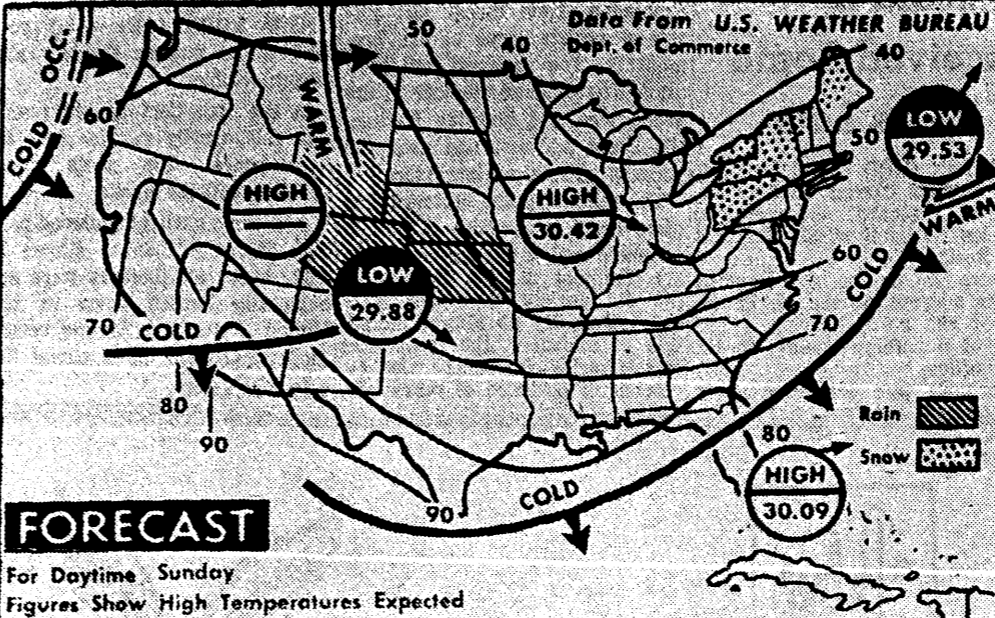 Data From U.S. WEATHER BUREAU
Dept. of Commerce
OCC.
COLD
60
WARM
50
40
40
LOW
29.53
50
WARM
HIGH
HIGH
30.42
LOW
29.88
60
COLD
70
COLD
70
80
90
80
Rain
Snow
HIGH
30.09
90
COLD
FORECAST
For Daytime Sunday
Figures Show High Temperatures Expected